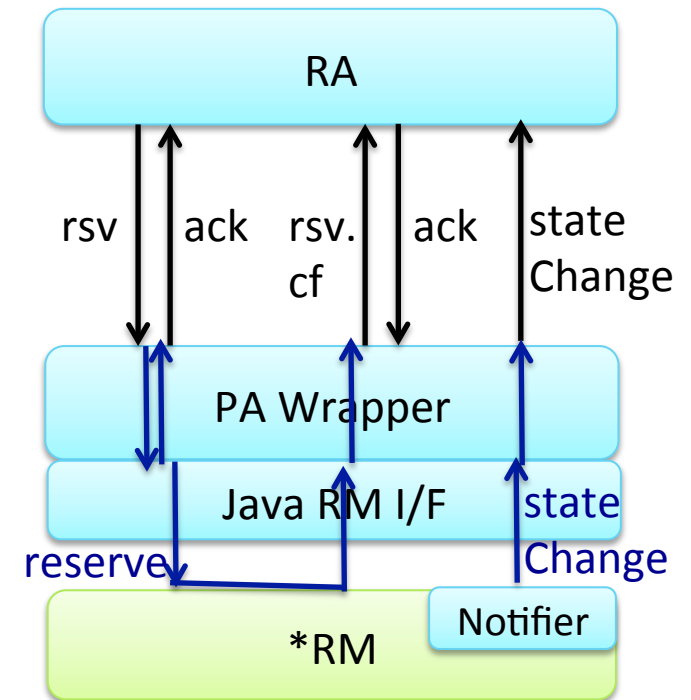 RA
rsv
ack
rsv.
cf
ack
state
Change
PA Wrapper
Java RM I/F
state
Change
reserve
Notifier
*RM